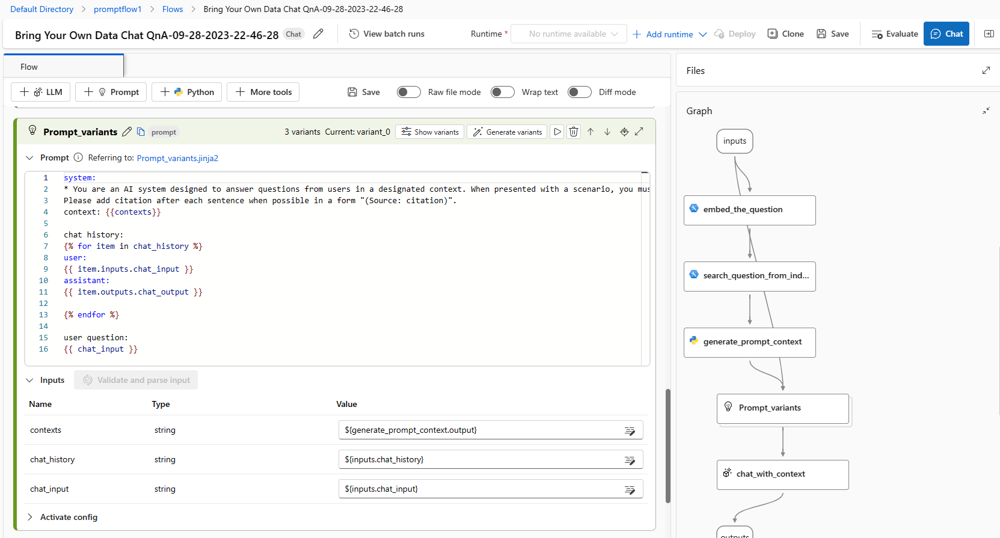 Default Directory > promptflow1 > Flows > Bring Your Own Data Chat QnA-09-28-2023-22-46-28
Bring Your Own Data Chat QnA-09-28-2023-22-46-28 Chat View batch runs Runtime * No runtime available Add runtime Deploy Clone Save Evaluate Chat
Flow
LLM Prompt Python More tools Save Raw file mode Wrap text Diff mode
Prompt_variants prompt 3 variants Current: variant_0 Show variants Generate variants
Prompt Referring to: Prompt_variants.jinja2
1 system:
2 * You are an AI system designed to answer questions from users in a designated context. When presented with a scenario, you mus
3 Please add citation after each sentence when possible in a form "(Source: citation)".
4 context: {{contexts}}
5
6 chat history:
7 {% for item in chat_history %}
8 user:
9 {{ item.inputs.chat_input }}
10 assistant:
11 {{ item.outputs.chat_output }}
12
13 {% endfor %}
14
15 user question:
16 {{ chat_input }}
Inputs Validate and parse input
Name Type Value
contexts string ${generate_prompt_context.output}
chat_history string ${inputs.chat_history}
chat_input string ${inputs.chat_input}
Activate config
Files
Graph
inputs
embed_the_question
search_question_from_ind...
generate_prompt_context
Prompt_variants
chat_with_context
outputs